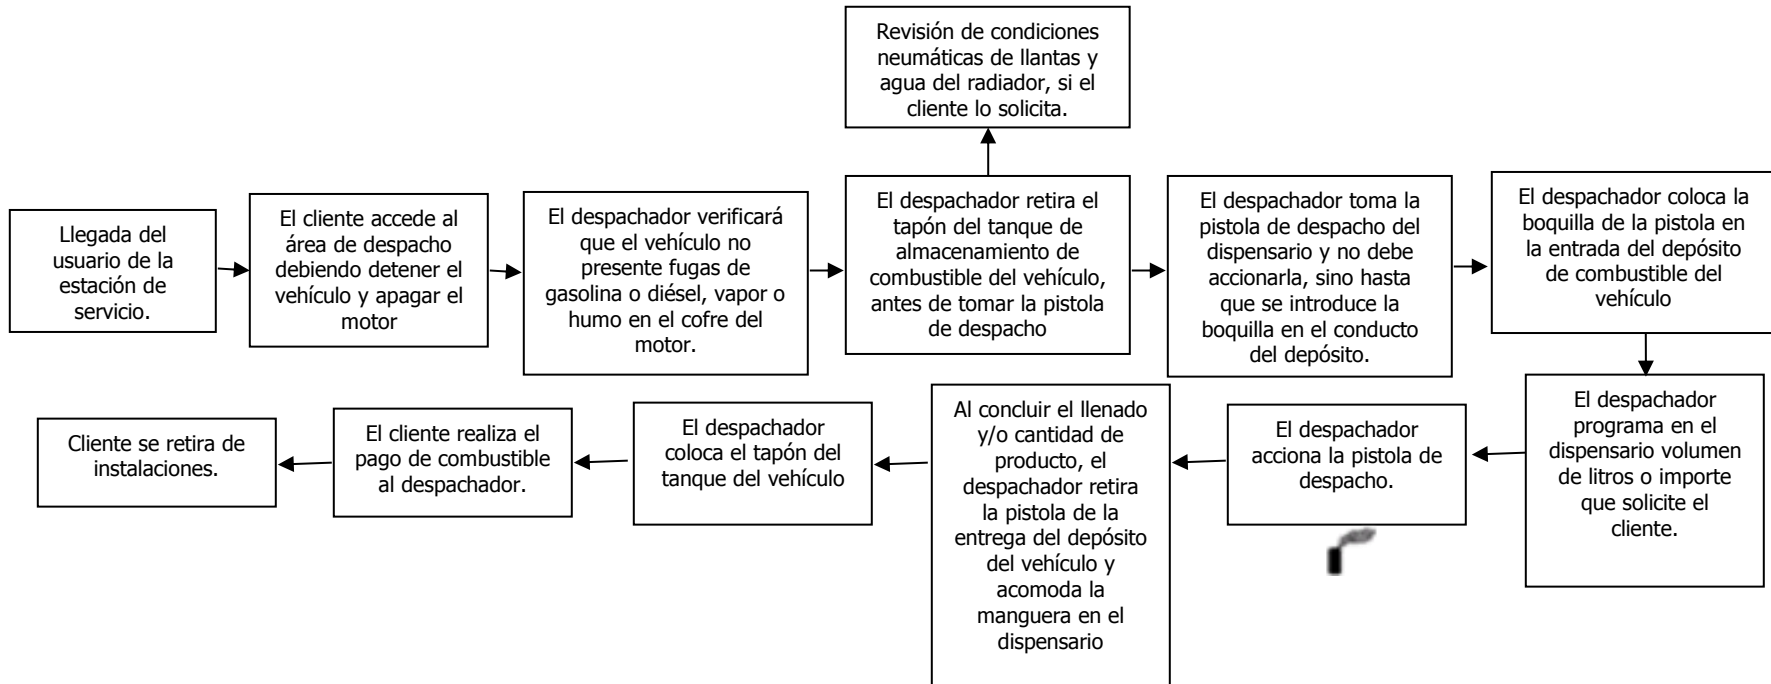 Revisión de condiciones
neumáticas de llantas y
agua del radiador, si el
cliente lo solicita.
Llegada del
usuario de la
estación de
servicio.
El cliente accede al
área de despacho
debiendo detener el
vehículo y apagar el
motor
El despachador verificará
que el vehículo no
presente fugas de
gasolina o diésel, vapor o
humo en el cofre del
motor.
El despachador retira el
tapón del tanque de
almacenamiento de
combustible del vehículo,
antes de tomar la pistola
de despacho
El despachador toma la
pistola de despacho del
dispensario y no debe
accionarla, sino hasta
que se introduce la
boquilla en el conducto
del depósito.
El despachador coloca la
boquilla de la pistola en
la entrada del depósito
de combustible del
vehículo
El despachador
programa en el
dispensario volumen
de litros o importe
que solicite el
cliente.
El despachador
acciona la pistola de
despacho.
Al concluir el llenado
y/o cantidad de
producto, el
despachador retira
la pistola de la
entrega del depósito
del vehículo y
acomoda la
manguera en el
dispensario
El despachador
coloca el tapón del
tanque del vehículo
El cliente realiza el
pago de combustible
al despachador.
Cliente se retira de
instalaciones.